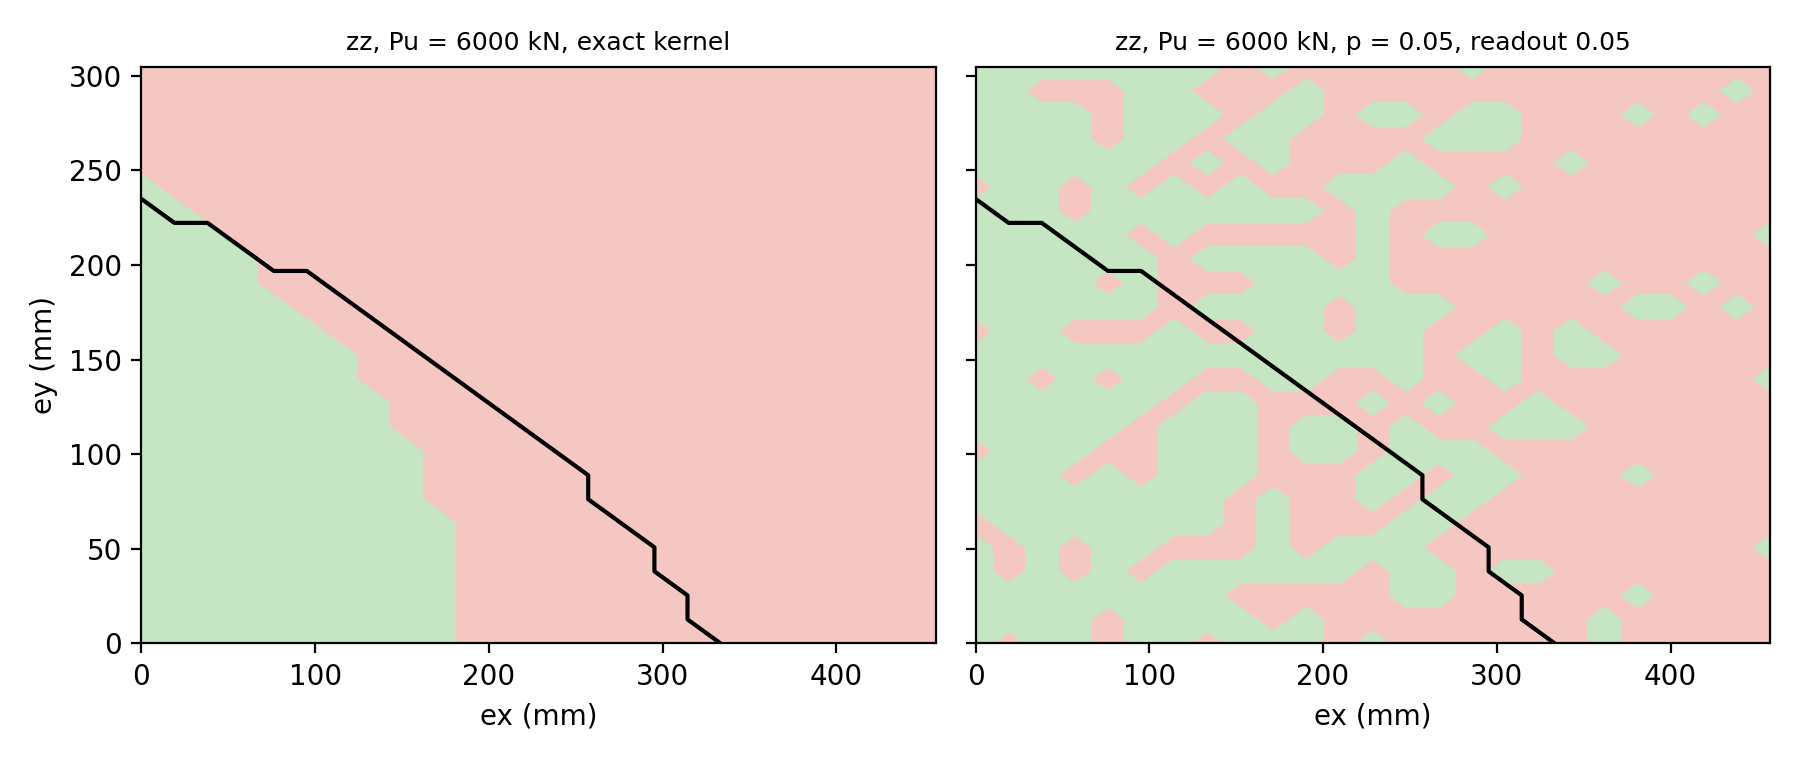 zz, Pu = 6000 kN, exact kernel
zz, Pu = 6000 kN, p = 0.05, readout 0.05
300
250
200
150
100
50
0
ey (mm)
0 100 200 300 400
0 100 200 300 400
ex (mm)
ex (mm)